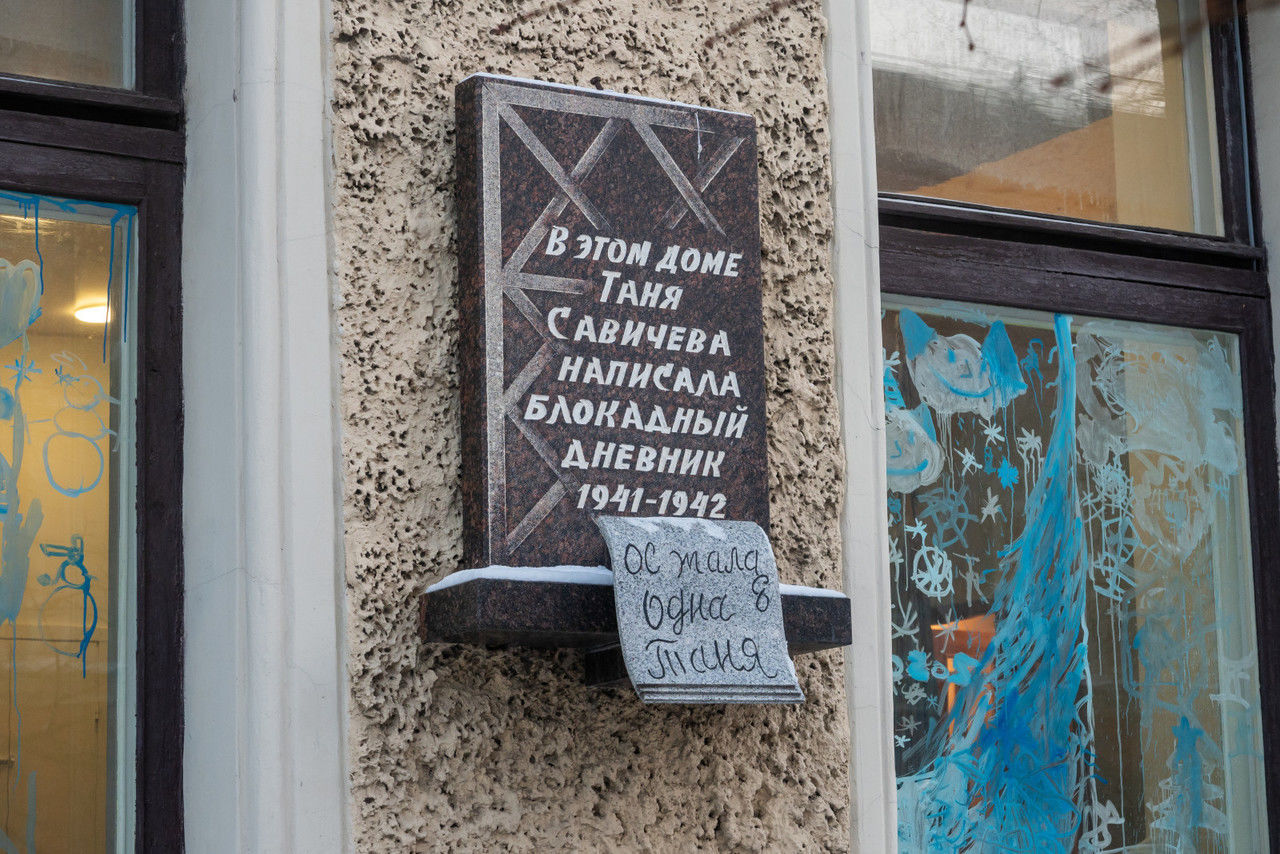 В ЭТОМ ДОМЕ
ТАНЯ
САВИЧЕВА
НАПИСАЛА
БЛОКАДНЫЙ
ДНЕВНИК
1941-1942
осталась
одна
Таня